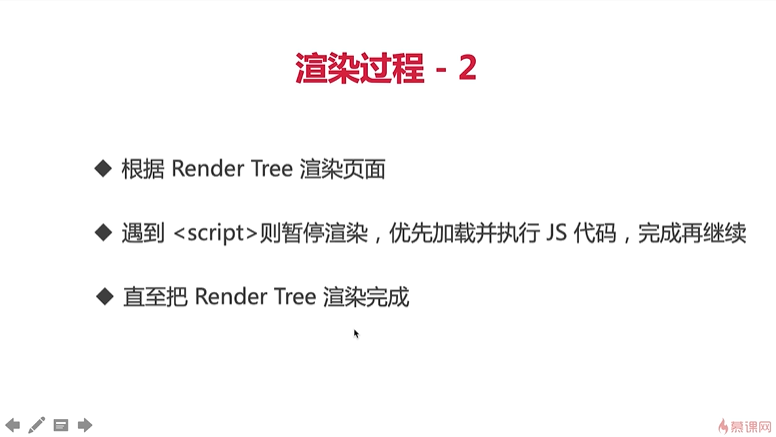 渲染过程 - 2
◆ 根据 Render Tree 渲染页面
◆ 遇到 <script>则暂停渲染，优先加载并执行 JS 代码，完成再继续
◆ 直至把 Render Tree 渲染完成
慕课网